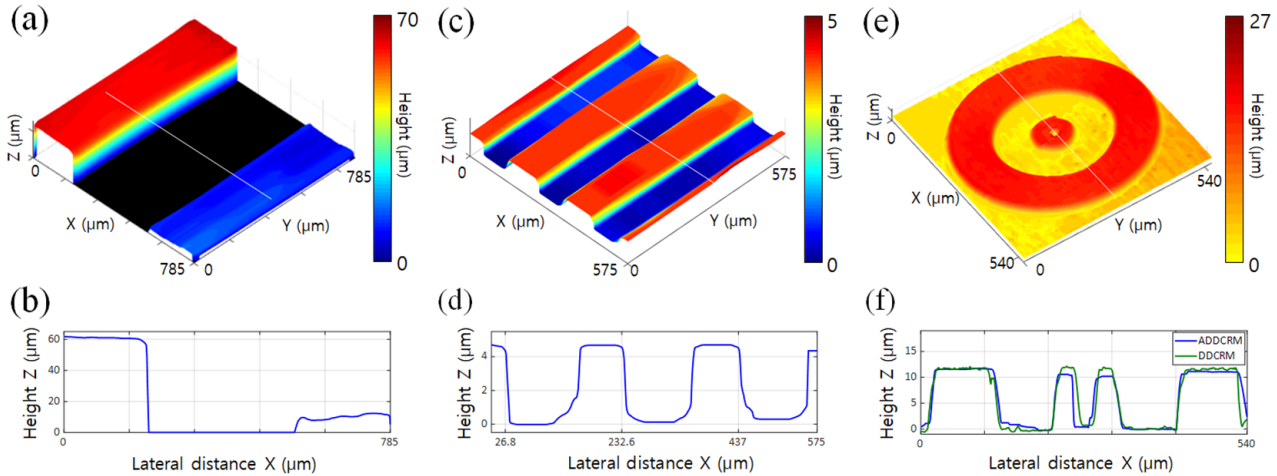 (a)
70
Height (µm)
0
Z (µm)
0
X (µm)
785
0
Y (µm)
785
(c)
5
Height (µm)
0
Z (µm)
0
X (µm)
575
0
Y (µm)
575
(e)
27
Height (µm)
0
Z (µm)
0
X (µm)
540
0
Y (µm)
540
(b)
Height Z (µm)
60
40
20
0
0
785
Lateral distance X (µm)
(d)
Height Z (µm)
4
2
0
26.8
232.6
437
575
Lateral distance X (µm)
(f)
Height Z (µm)
15
10
5
0
ADDCRM
DDCRM
0
540
Lateral distance X (µm)